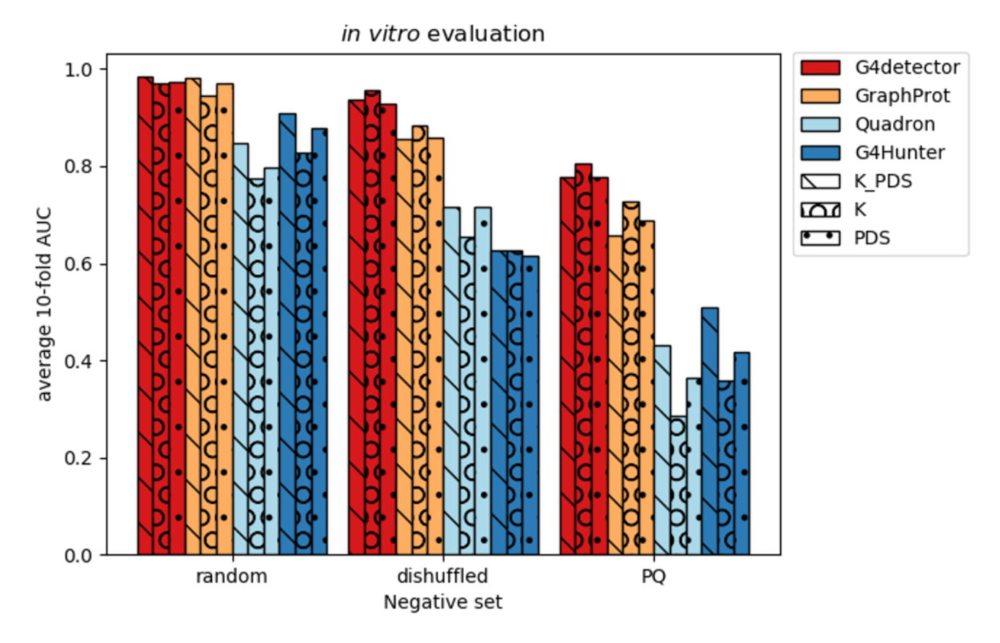 in vitro evaluation
G4detector
GraphProt
Quadron
G4Hunter
K_PDS
K
PDS
average 10-fold AUC
1.0
0.8
0.6
0.4
0.2
0.0
random dishuffled PQ
Negative set